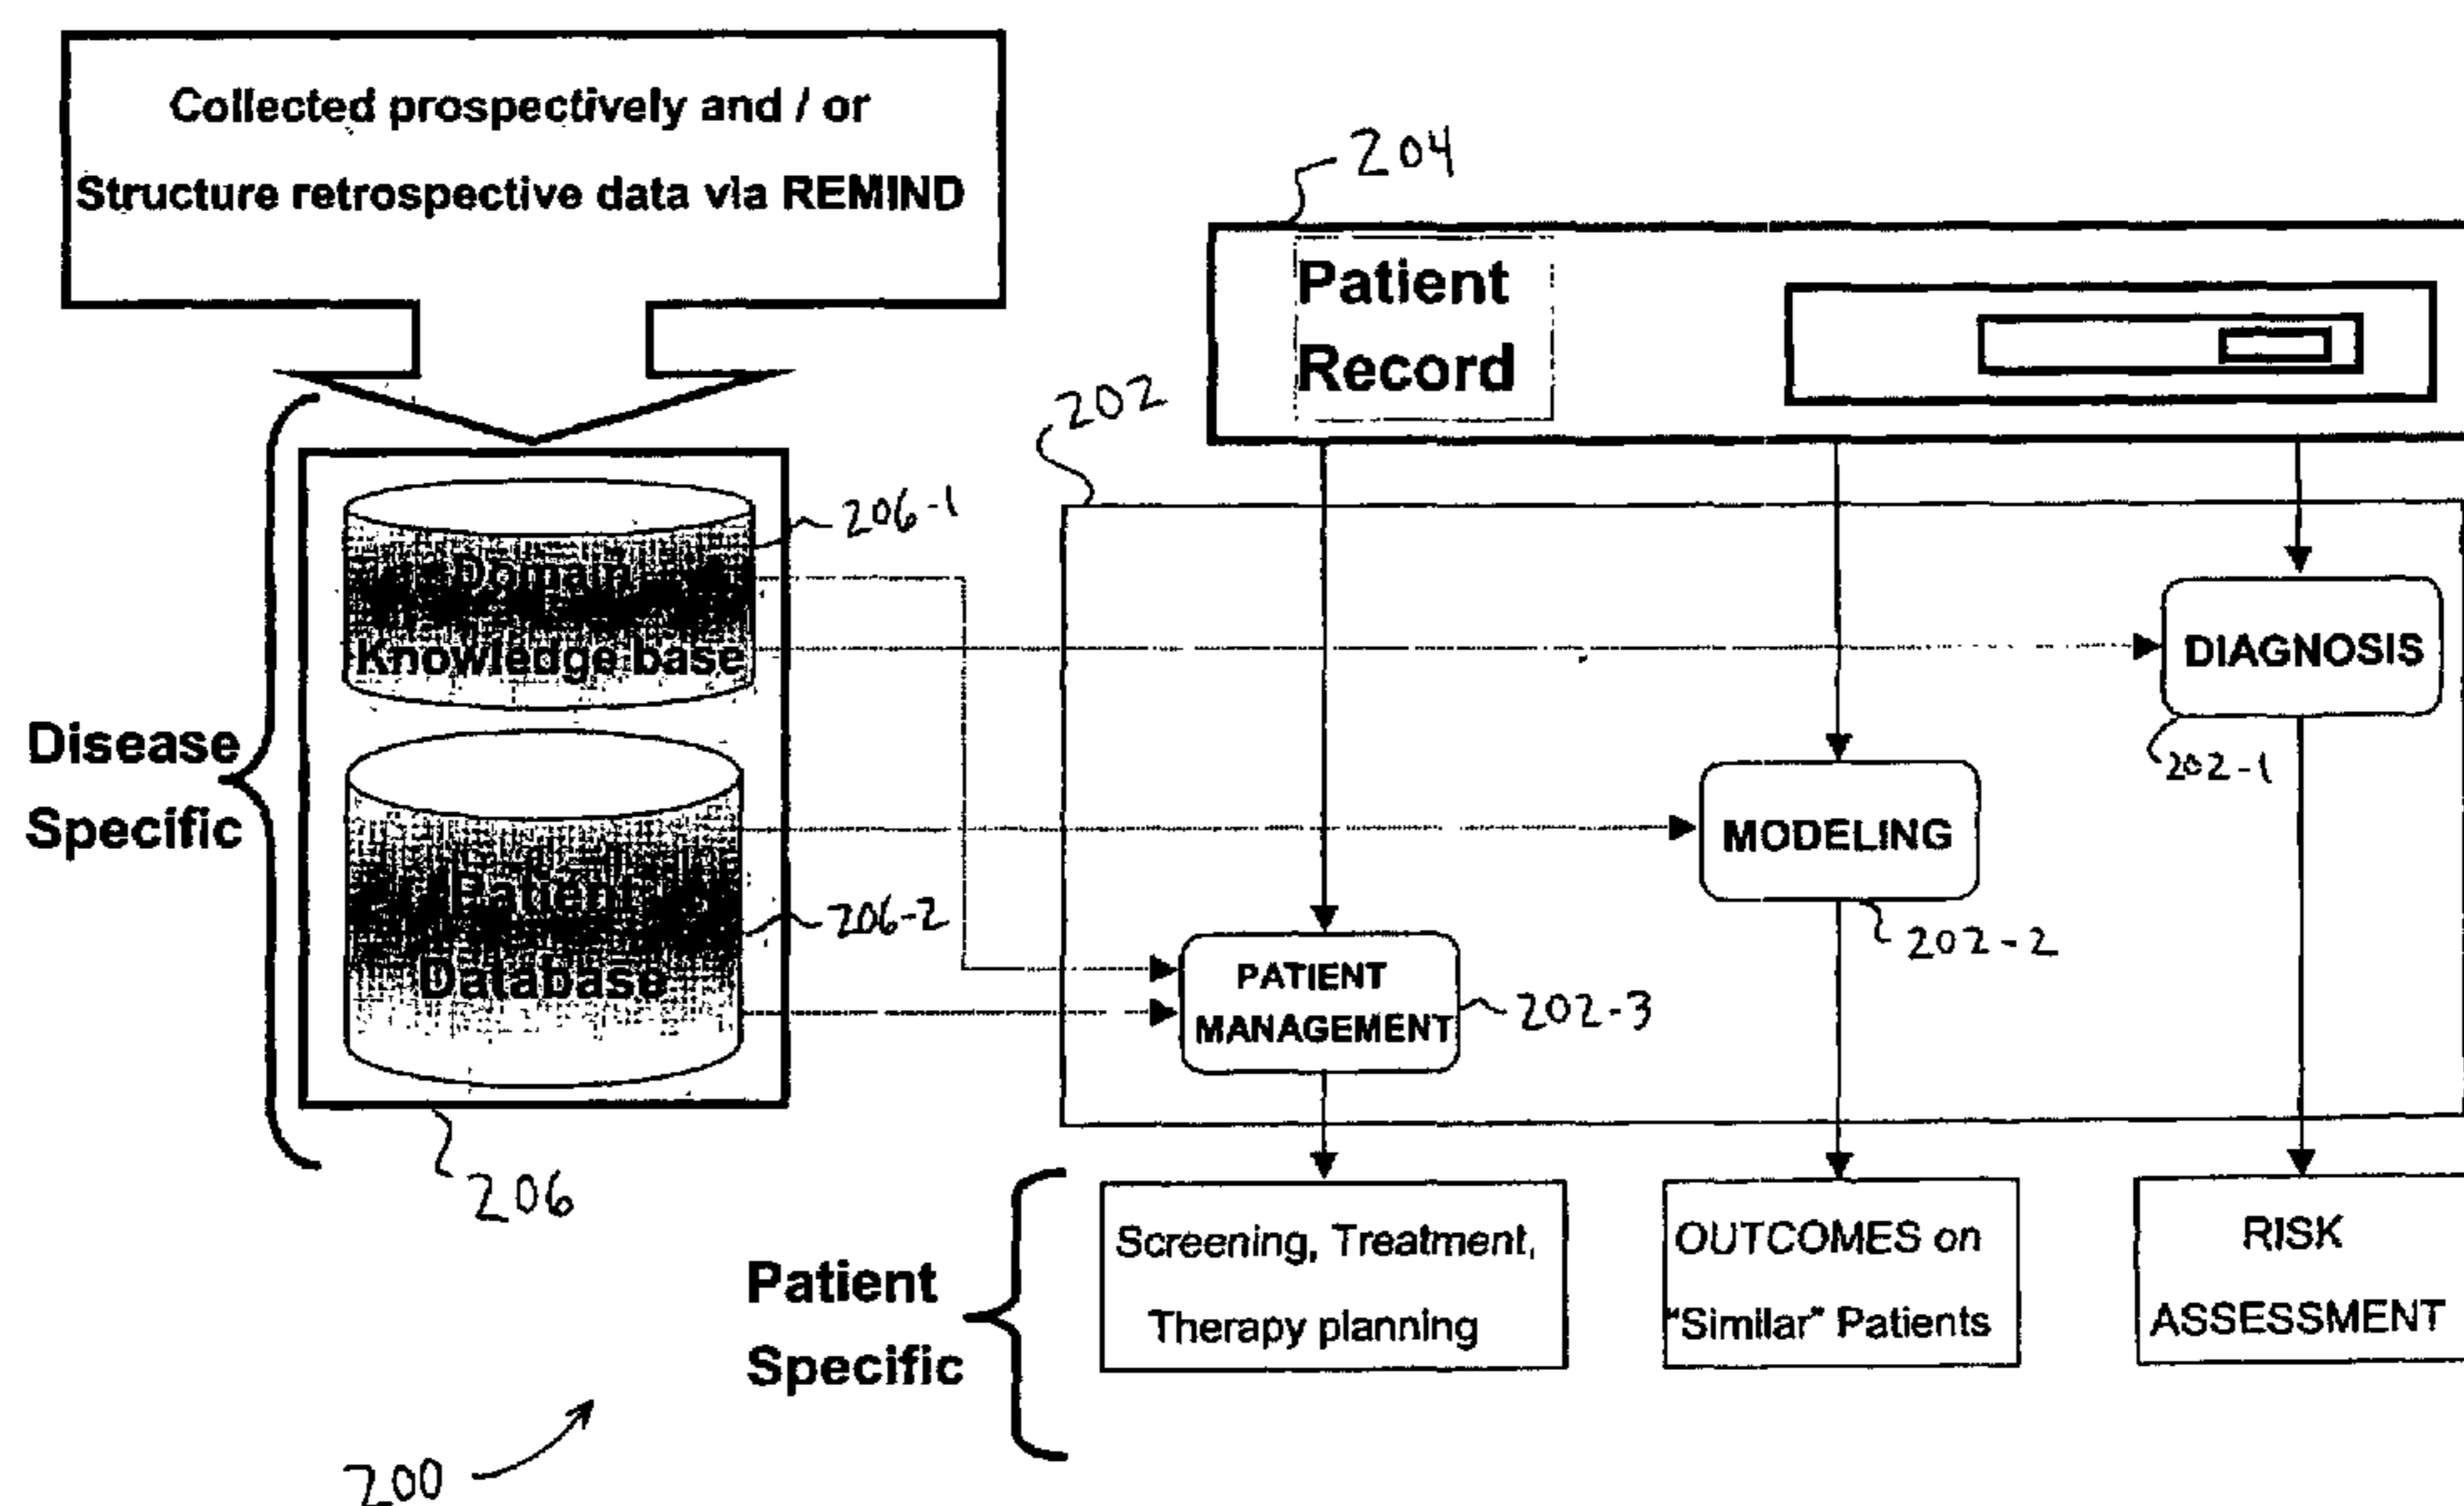 Collected prospectively and / or
Structure retrospective data via REMIND
204
Patient
Record
202
206-1
Domain
Knowledge base
DIAGNOSIS
202-1
Disease
Specific
MODELING
202-2
Patient
Database
206-2
PATIENT
MANAGEMENT
202-3
206
Patient
Specific
Screening, Treatment,
Therapy planning
OUTCOMES on
"Similar" Patients
RISK
ASSESSMENT
200